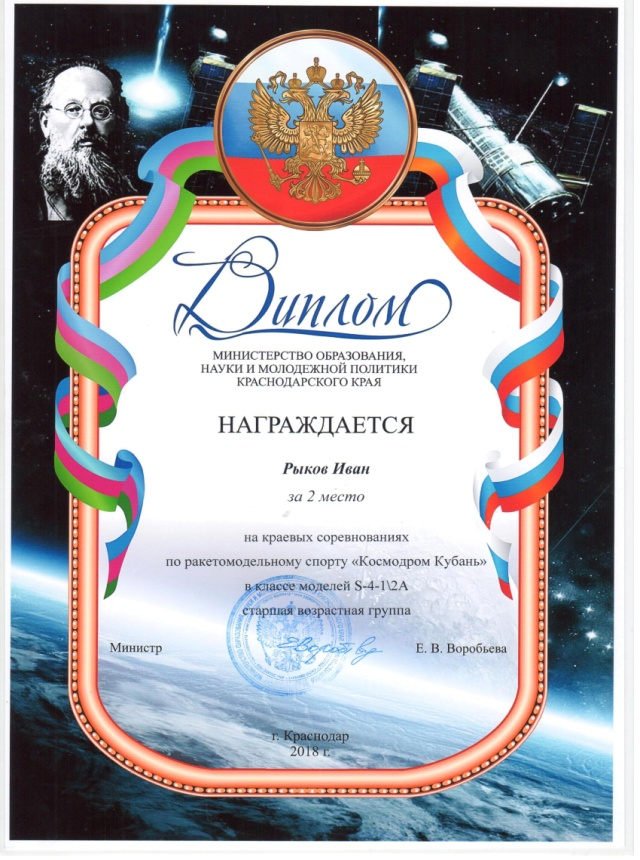 Диплом
МИНИСТЕРСТВО ОБРАЗОВАНИЯ,
НАУКИ И МОЛОДЕЖНОЙ ПОЛИТИКИ
КРАСНОДАРСКОГО КРАЯ
НАГРАЖДАЕТСЯ
Рыков Иван
за 2 место
на краевых соревнованиях
по ракетомодельному спорту «Космодром Кубань»
в классе моделей S-4-1\2А
старшая возрастная группа
Министр Е. В. Воробьева
г. Краснодар
2018 г.